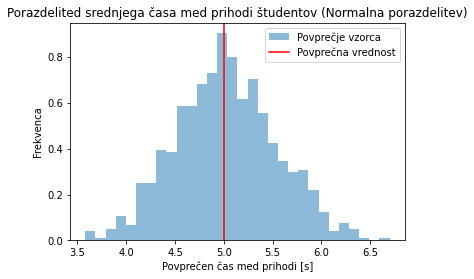 Porazdelited srednjega časa med prihodi študentov (Normalna porazdelitev)
Povprečje vzorca
Povprečna vrednost
Frekvenca
0.8
0.6
0.4
0.2
0.0
3.5 4.0 4.5 5.0 5.5 6.0 6.5
Povprečen čas med prihodi [s]